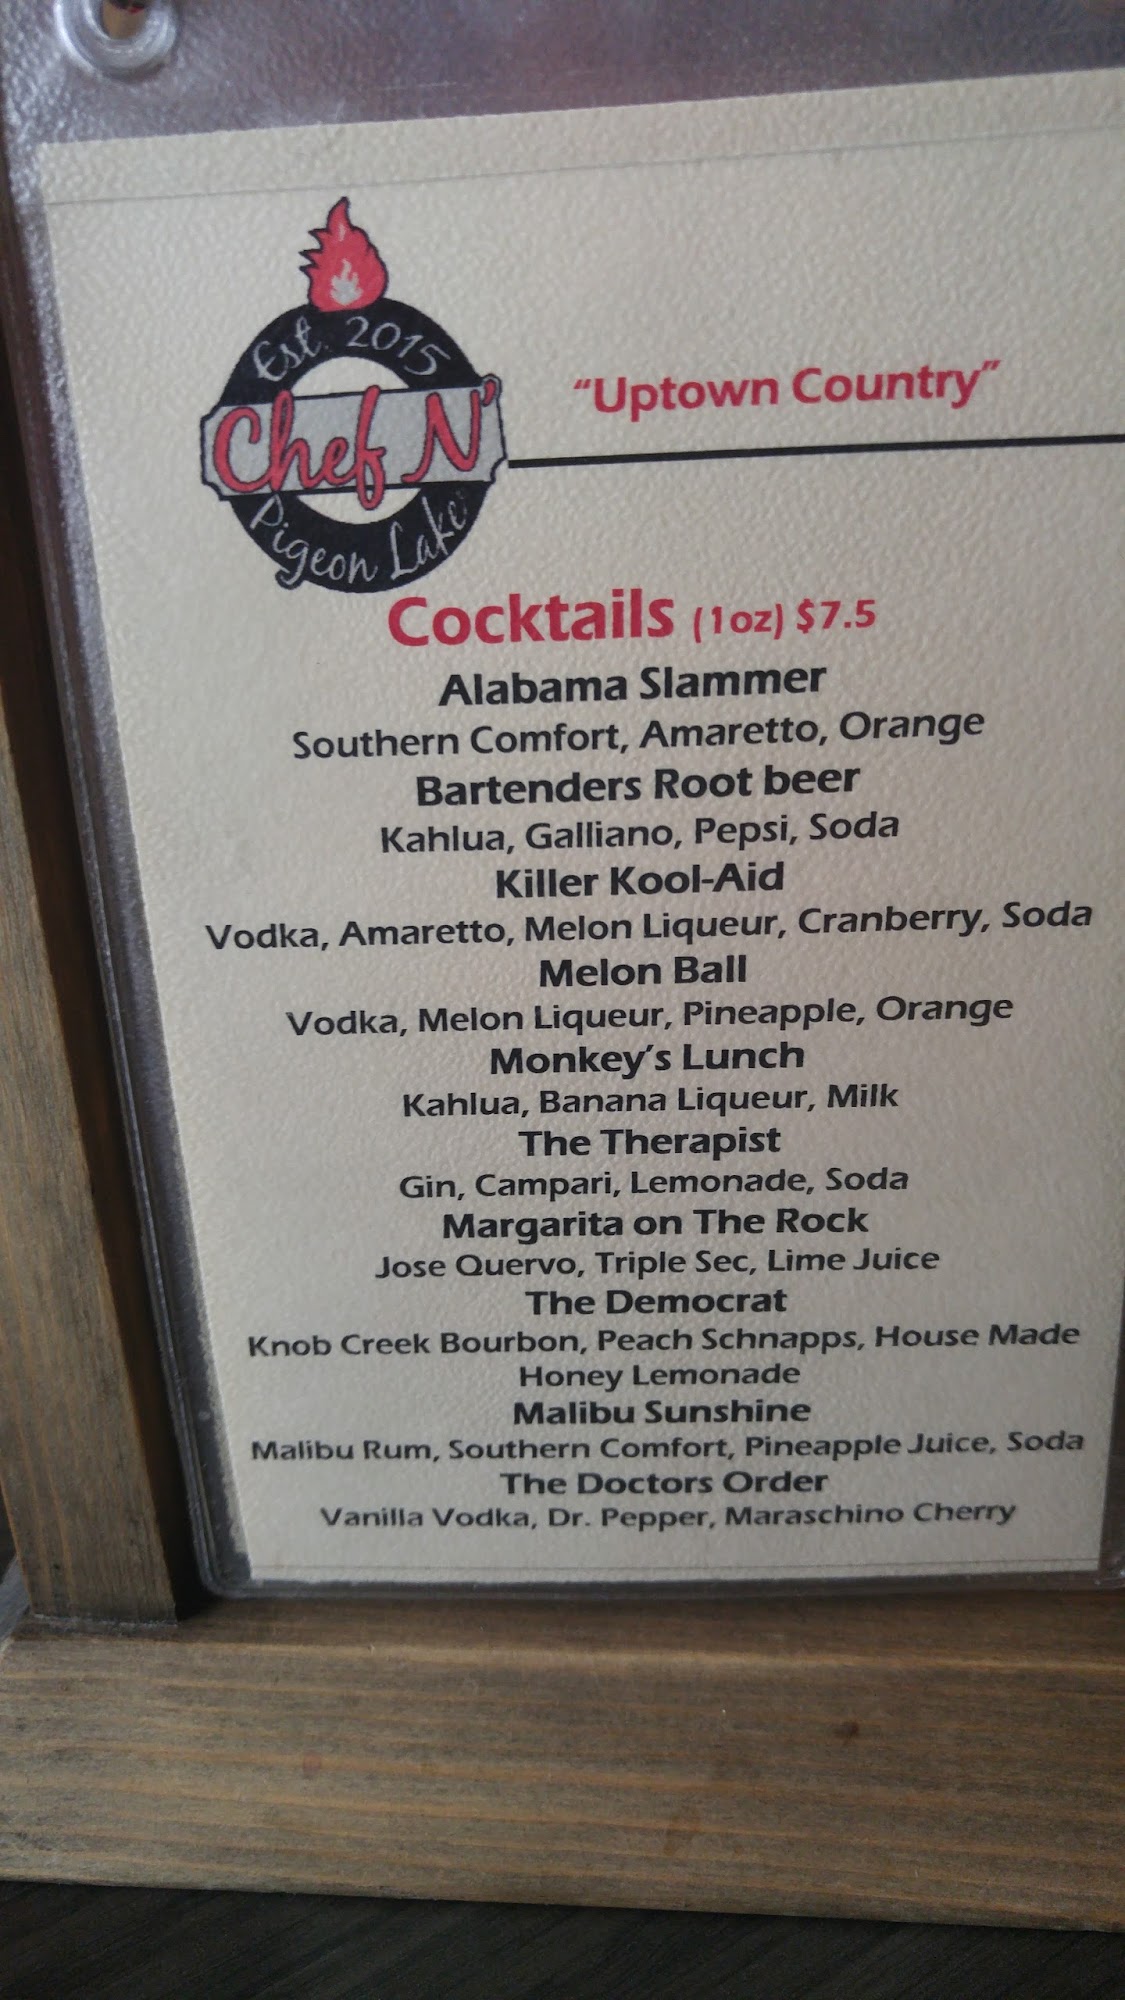 Est. 2015
Chef N'
Pigeon Lake
"Uptown Country"
Cocktails (1oz) $7.5
Alabama Slammer
Southern Comfort, Amaretto, Orange
Bartenders Root beer
Kahlua, Galliano, Pepsi, Soda
Killer Kool-Aid
Vodka, Amaretto, Melon Liqueur, Cranberry, Soda
Melon Ball
Vodka, Melon Liqueur, Pineapple, Orange
Monkey's Lunch
Kahlua, Banana Liqueur, Milk
The Therapist
Gin, Campari, Lemonade, Soda
Margarita on The Rock
Jose Quervo, Triple Sec, Lime Juice
The Democrat
Knob Creek Bourbon, Peach Schnapps, House Made
Honey Lemonade
Malibu Sunshine
Malibu Rum, Southern Comfort, Pineapple Juice, Soda
The Doctors Order
Vanilla Vodka, Dr. Pepper, Maraschino Cherry